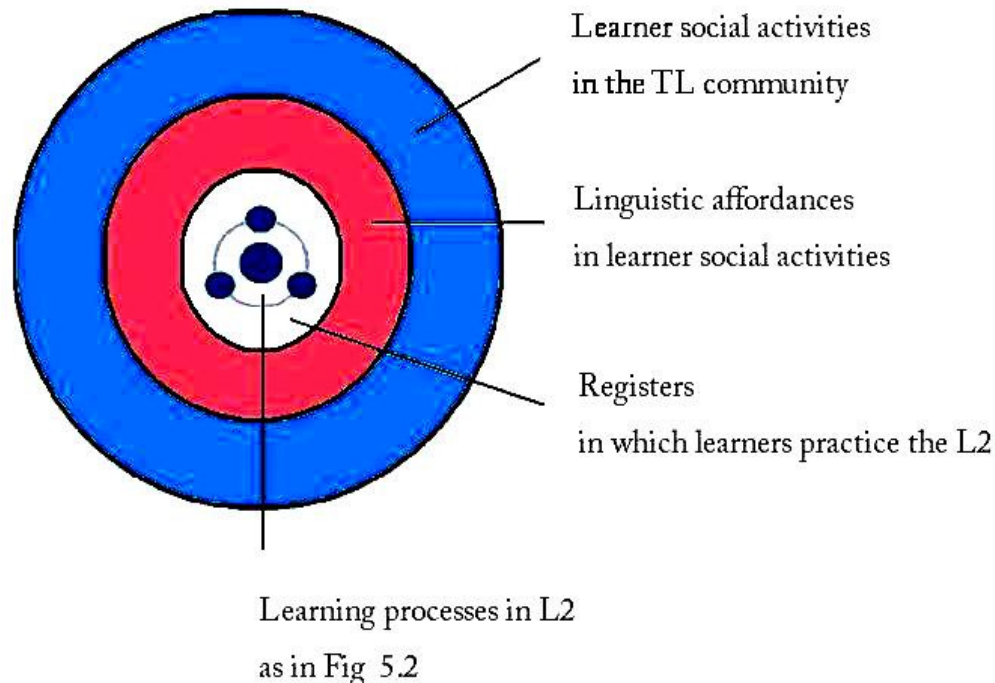 Learner social activities
in the TL community
Linguistic affordances
in learner social activities
Registers
in which learners practice the L2
Learning processes in L2
as in Fig 5.2